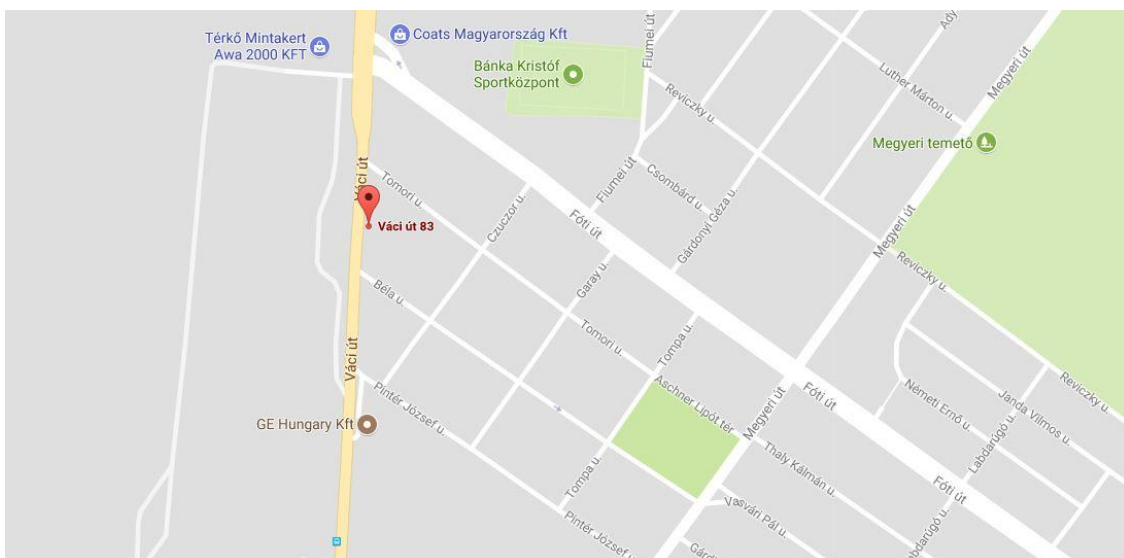 Térkő Mintakert
Awa 2000 KFT
Coats Magyarország Kft
Bánka Kristóf
Sportközpont
Fiumei út
Reviczky u.
Ady
Luther Márton u.
Megyeri út
Megyeri temető
Váci út
Tomori u.
Czuczor u.
Fiumei út
Csombárd u.
Gárdonyi Géza u.
Fóti út
Megyeri út
Reviczky u.
Váci út 83
Béla u.
Garay u.
Tomori u.
Tompa u.
Váci út
Pintér József u.
Aschner Lipót tér
Megyeri út
Fóti út
Németi Ernő u.
Janda Vilmos u.
Reviczky u.
Labdarúgó u.
GE Hungary Kft
Thaly Kálmán u.
Tompa u.
Fóti út
Vasvári Pál u.
Pintér József u.
Labdarúgó u.